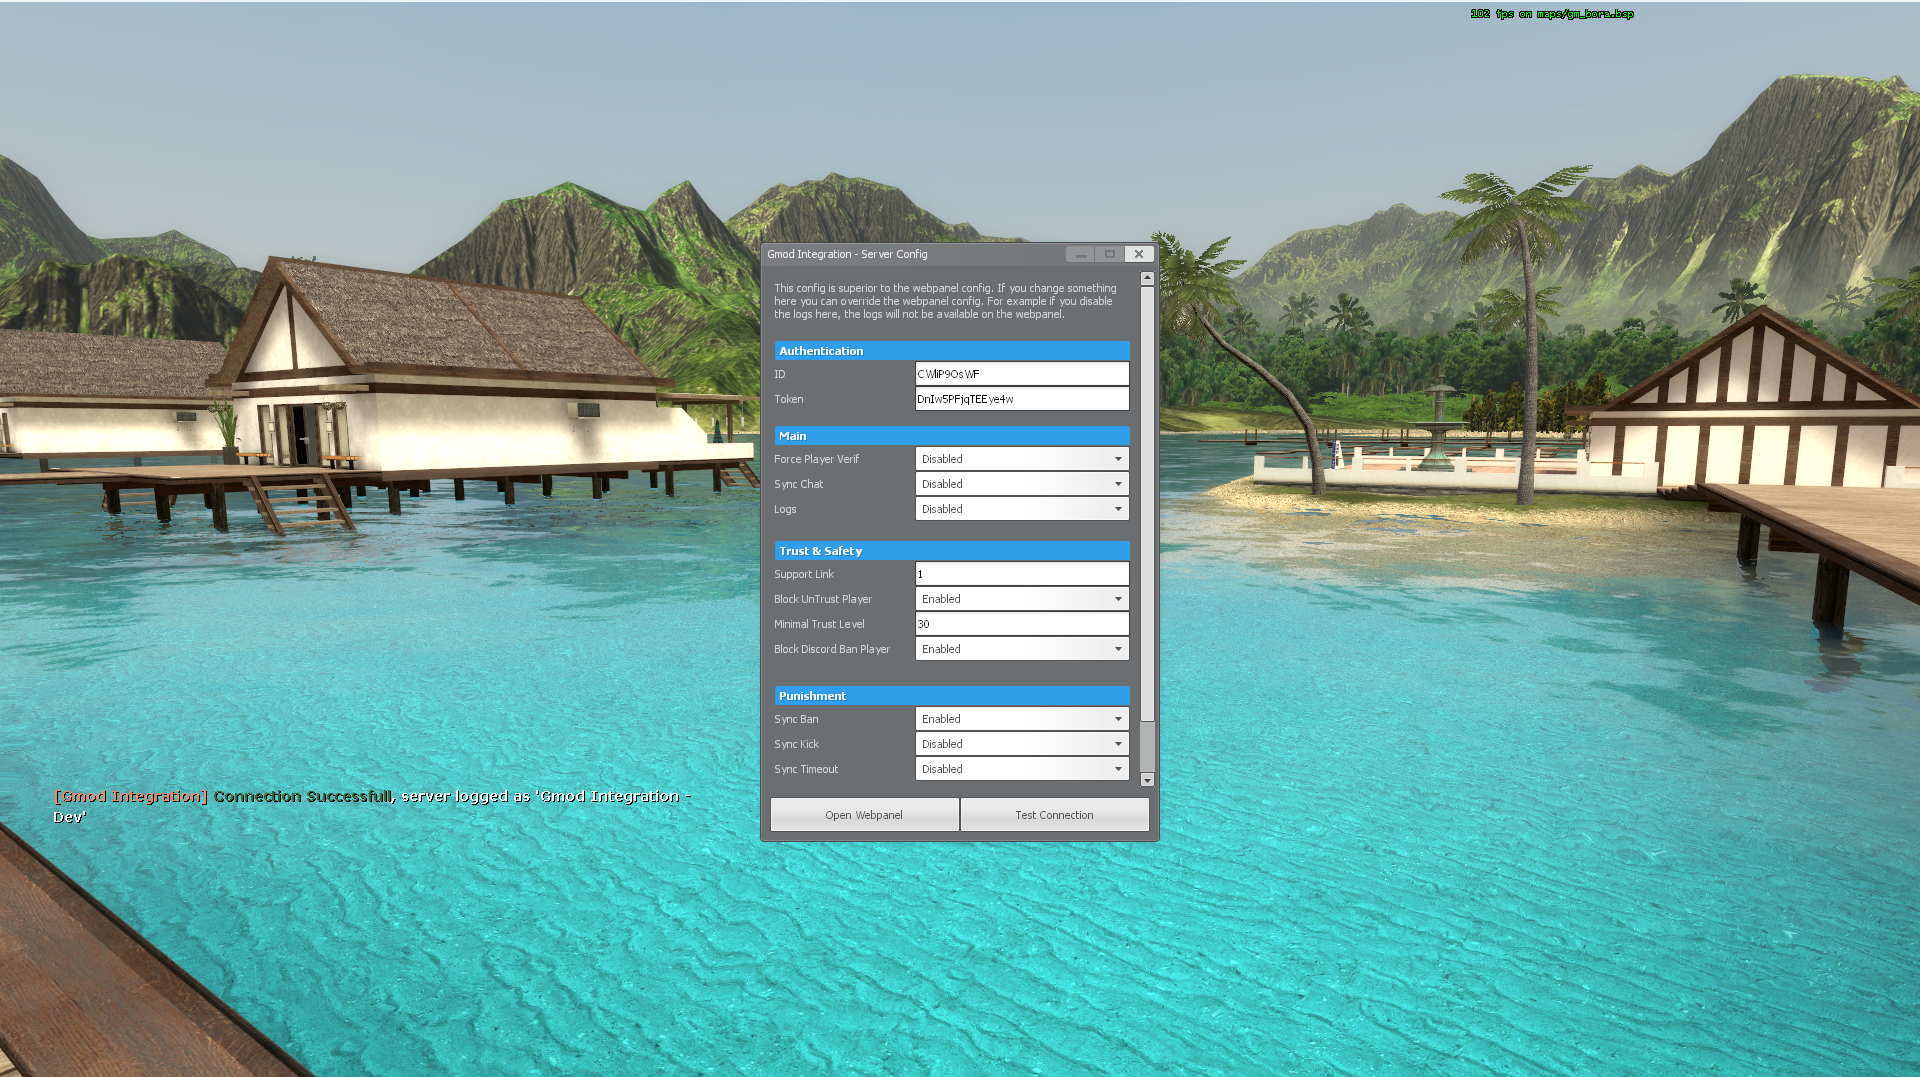 102 fps on maps/gm_bora.bsp
Gmod Integration - Server Config
This config is superior to the webpanel config. If you change something
here you can override the webpanel config. For example if you disable
the logs here, the logs will not be available on the webpanel.
Authentication
ID CWliP9OsWF
Token DnIw5PFjqTEEye4w
Main
Force Player Verif Disabled
Sync Chat Disabled
Logs Disabled
Trust & Safety
Support Link 1
Block UnTrust Player Enabled
Minimal Trust Level 30
Block Discord Ban Player Enabled
Punishment
Sync Ban Enabled
Sync Kick Disabled
Sync Timeout Disabled
[Gmod Integration] Connection Successfull, server logged as 'Gmod Integration -
Dev'
Open Webpanel Test Connection